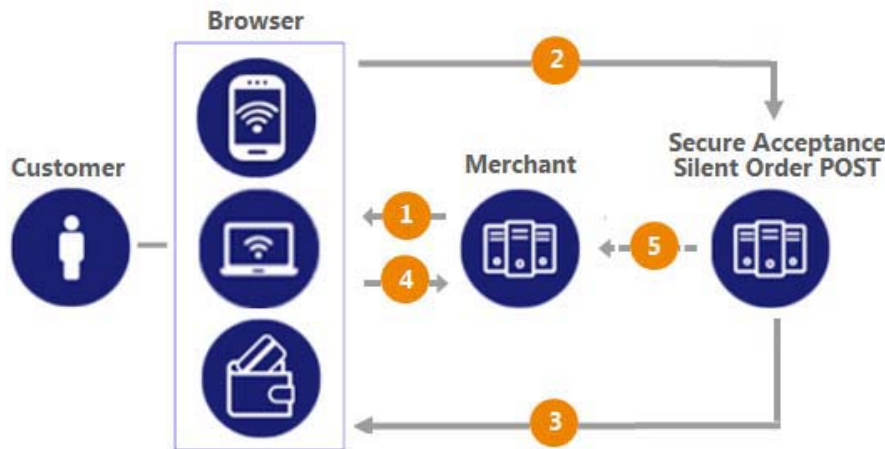 Browser
2
Secure Acceptance
Silent Order POST
Customer
Merchant
1
5
4
3